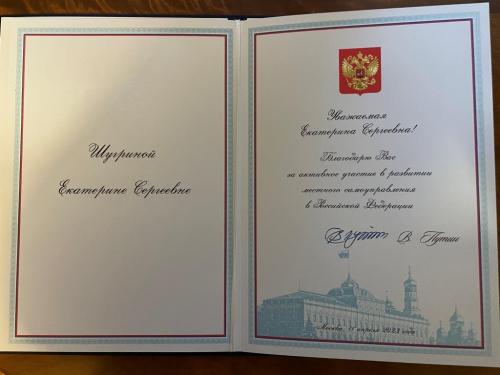 Шугриной
Екатерине Сергеевне
Уважаемая
Екатерина Сергеевна!
Благодарю Вас
за активное участие в развитии
местного самоуправления
в Российской Федерации
В. Путин
Москва, апреля года